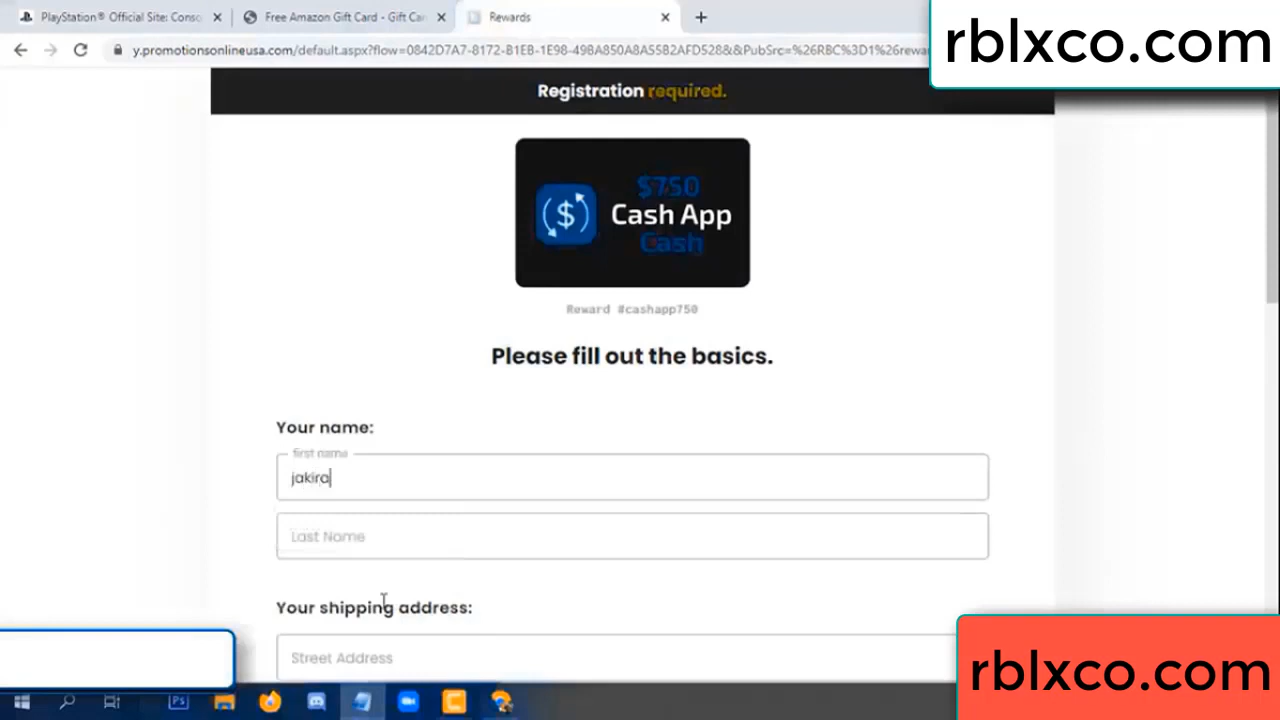 PlayStation® Official Site: Conso
Free Amazon Gift Card - Gift Car
Rewards
rblxco.com
y.promotionsonlineusa.com/default.aspx?flow=0842D7A7-8172-B1EB-1E98-49BA850A8A55B2AFD528&&PubSrc=%26RBC%3D1%26rewar
Registration required.
$750
Cash App
Cash
Reward #cashapp750
Please fill out the basics.
Your name:
first name
jakira
Last Name
Your shipping address:
Street Address
rblxco.com
Ps